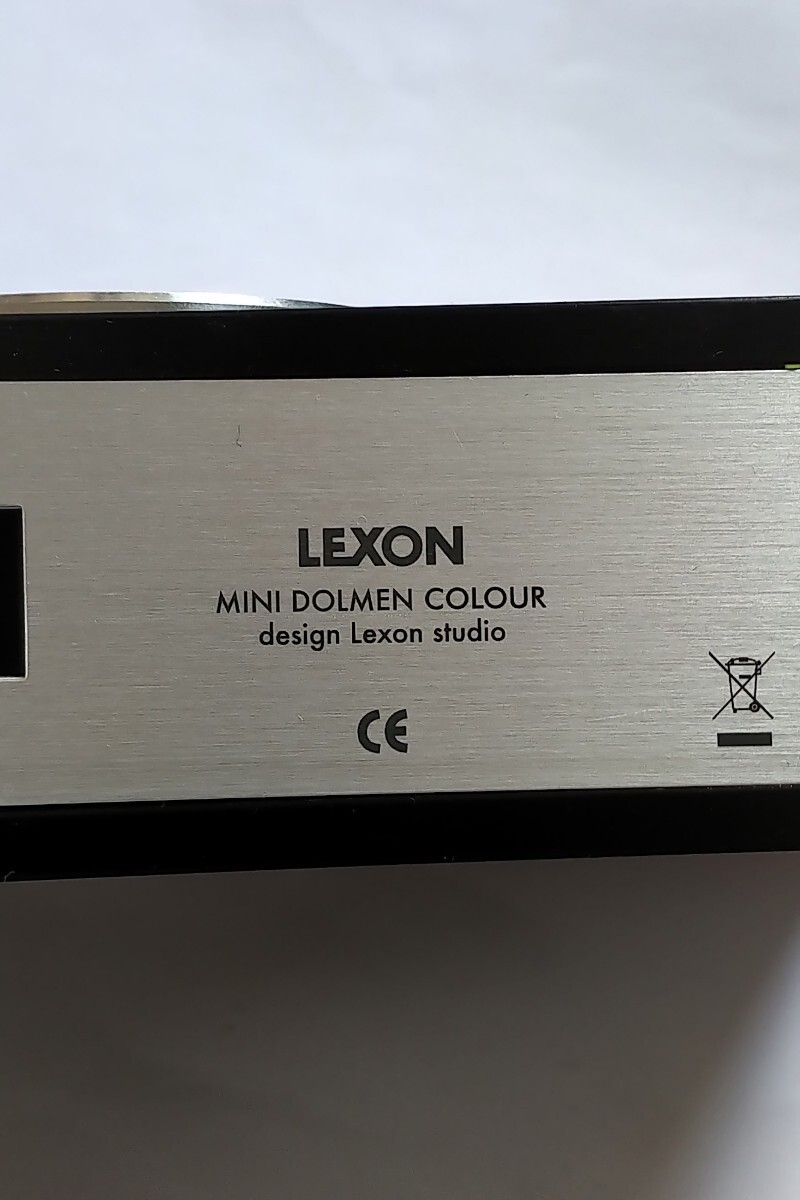 LEXON
MINI DOLMEN COLOUR
design Lexon studio
CE